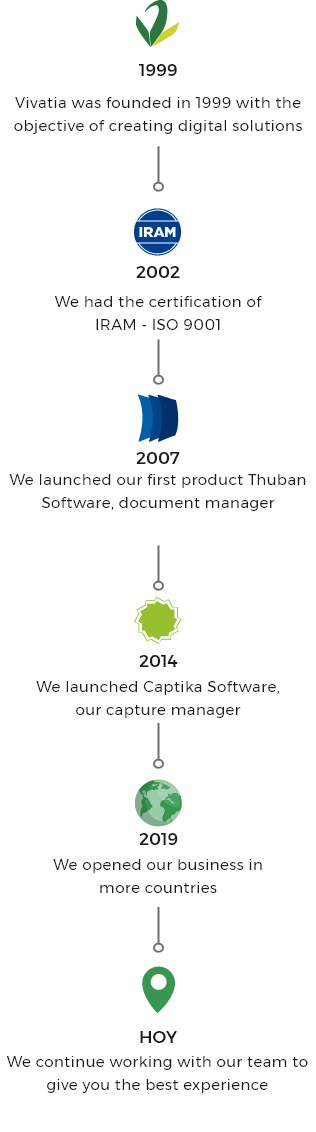 1999
Vivatia was founded in 1999 with the
objective of creating digital solutions
IRAM
2002
We had the certification of
IRAM - ISO 9001
2007
We launched our first product Thuban
Software, document manager
2014
We launched Captika Software,
our capture manager
2019
We opened our business in
more countries
HOY
We continue working with our team to
give you the best experience